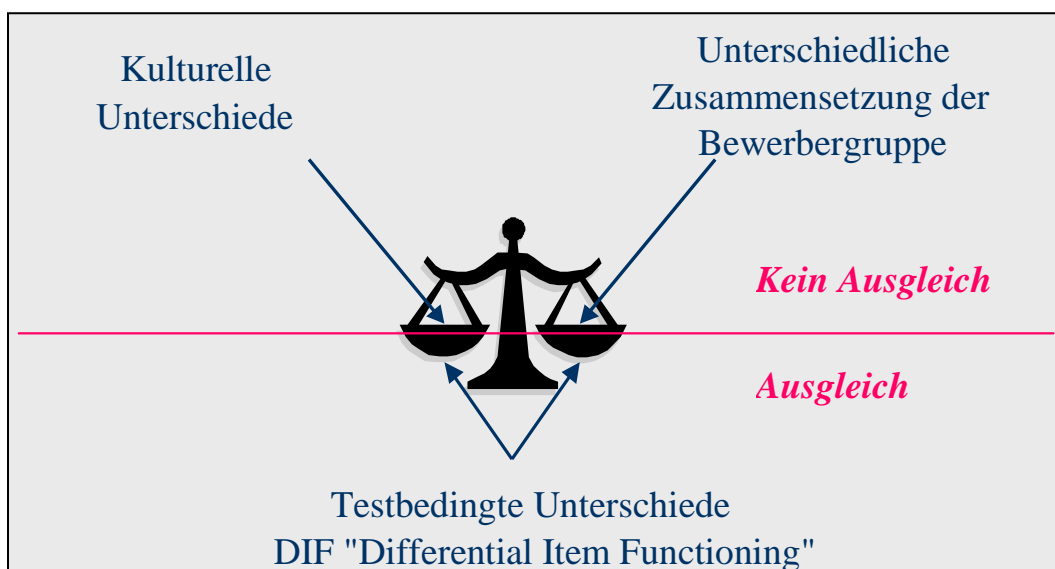 Kulturelle
Unterschiede
Unterschiedliche
Zusammensetzung der
Bewerbergruppe
Kein Ausgleich
Ausgleich
Testbedingte Unterschiede
DIF "Differential Item Functioning"